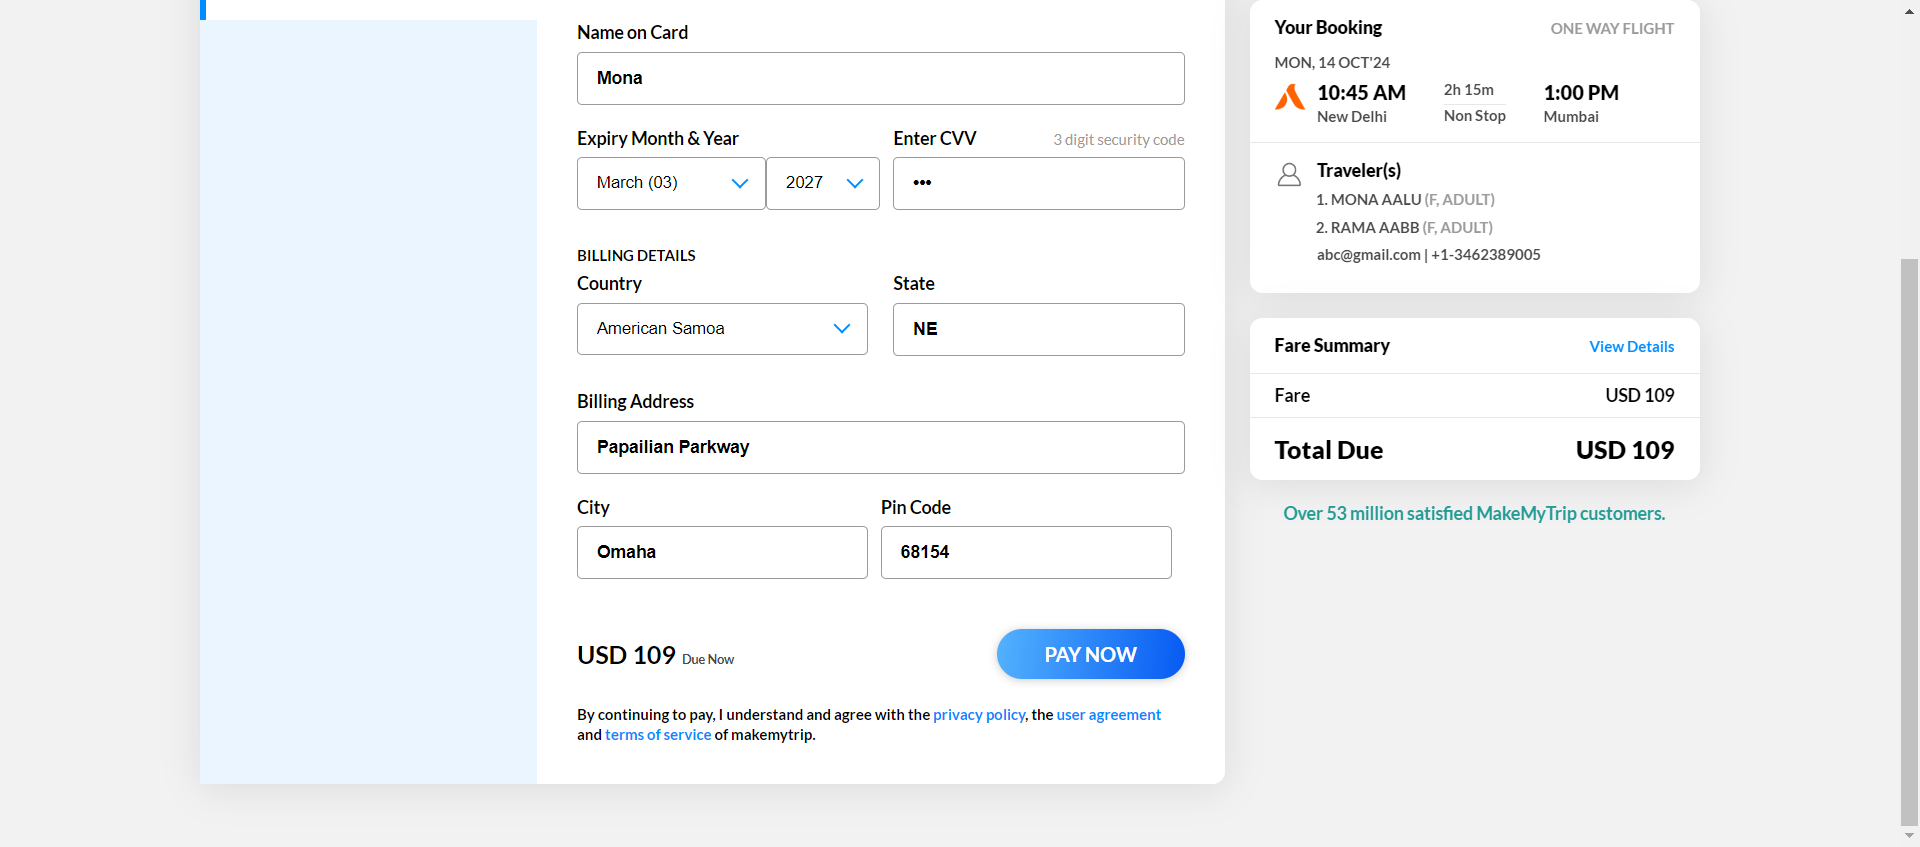 Name on Card
Mona
Expiry Month & Year
Enter CVV
3 digit security code
March (03)
2027
•••
BILLING DETAILS
Country
State
American Samoa
NE
Billing Address
Papailian Parkway
City
Pin Code
Omaha
68154
USD 109 Due Now
PAY NOW
By continuing to pay, I understand and agree with the privacy policy, the user agreement
and terms of service of makemytrip.
Your Booking
ONE WAY FLIGHT
MON, 14 OCT'24
10:45 AM
2h 15m
1:00 PM
New Delhi
Non Stop
Mumbai
Traveler(s)
1. MONA AALU (F, ADULT)
2. RAMA AABB (F, ADULT)
abc@gmail.com | +1-3462389005
Fare Summary
View Details
Fare
USD 109
Total Due
USD 109
Over 53 million satisfied MakeMyTrip customers.